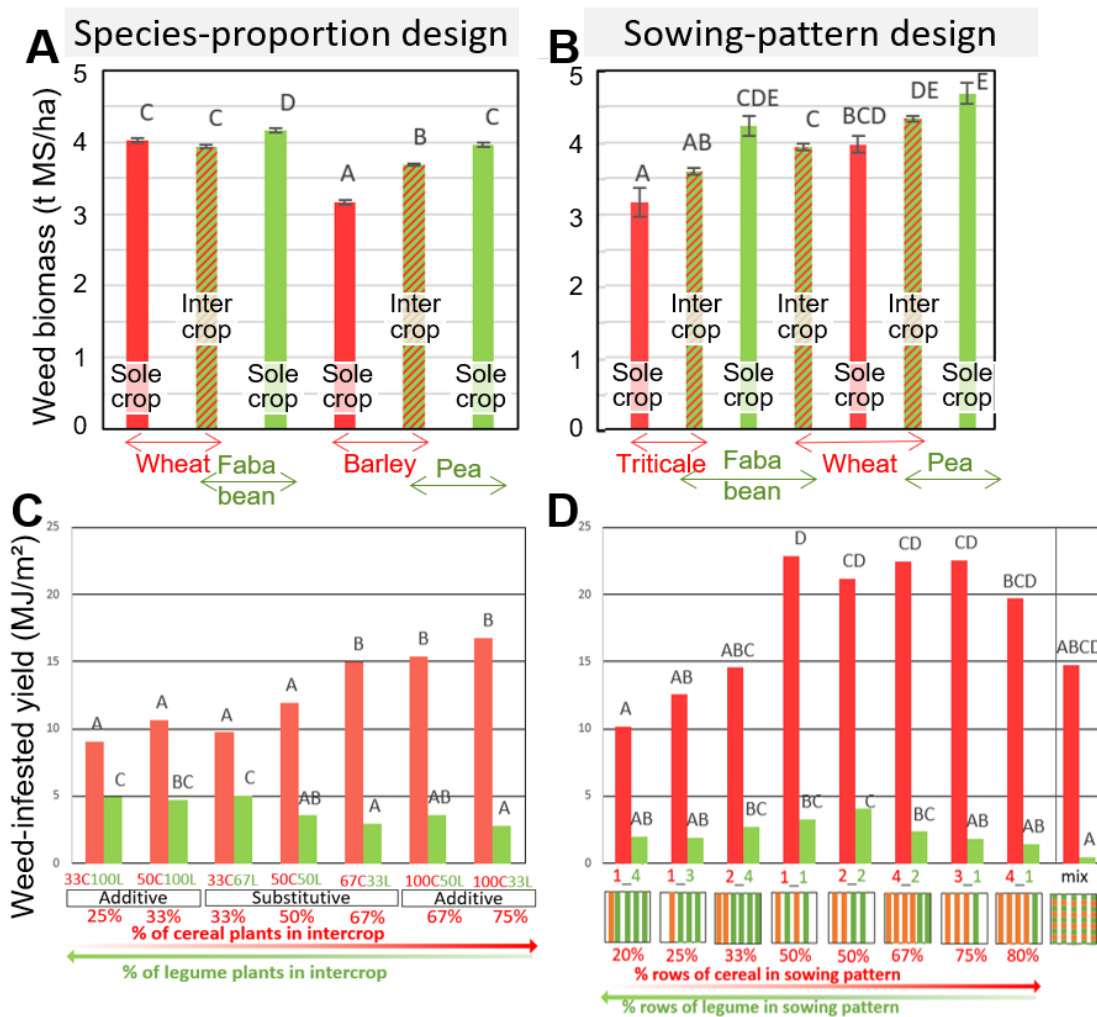 A Species-proportion design
B Sowing-pattern design
Weed biomass (t MS/ha)
5
4
3
2
1
0
C
C
D
A
B
C
Inter
crop
Inter
crop
Sole
crop
Sole
crop
Sole
crop
Sole
crop
Wheat
Faba
bean
Barley
Pea
5
4
3
2
1
0
A
AB
CDE
C
BCD
DE
E
Inter
crop
Inter
crop
Inter
crop
Sole
crop
Sole
crop
Sole
crop
Sole
crop
Triticale
Faba
bean
Wheat
Pea
C
Weed-infested yield (MJ/m²)
25
20
15
10
5
0
A
C
A
BC
A
C
A
AB
B
A
B
AB
B
A
33C100L 50C100L 33C67L 50C50L 67C33L 100C50L 100C33L
Additive Substitutive Additive
25% 33% 33% 50% 67% 67% 75%
% of cereal plants in intercrop
% of legume plants in intercrop
D
25
20
15
10
5
0
A
AB
AB
AB
ABC
BC
D
BC
CD
C
CD
BC
CD
AB
BCD
AB
ABCD
A
1_4 1_3 2_4 1_1 2_2 4_2 3_1 4_1 mix
20% 25% 33% 50% 50% 67% 75% 80%
% rows of cereal in sowing pattern
% rows of legume in sowing pattern